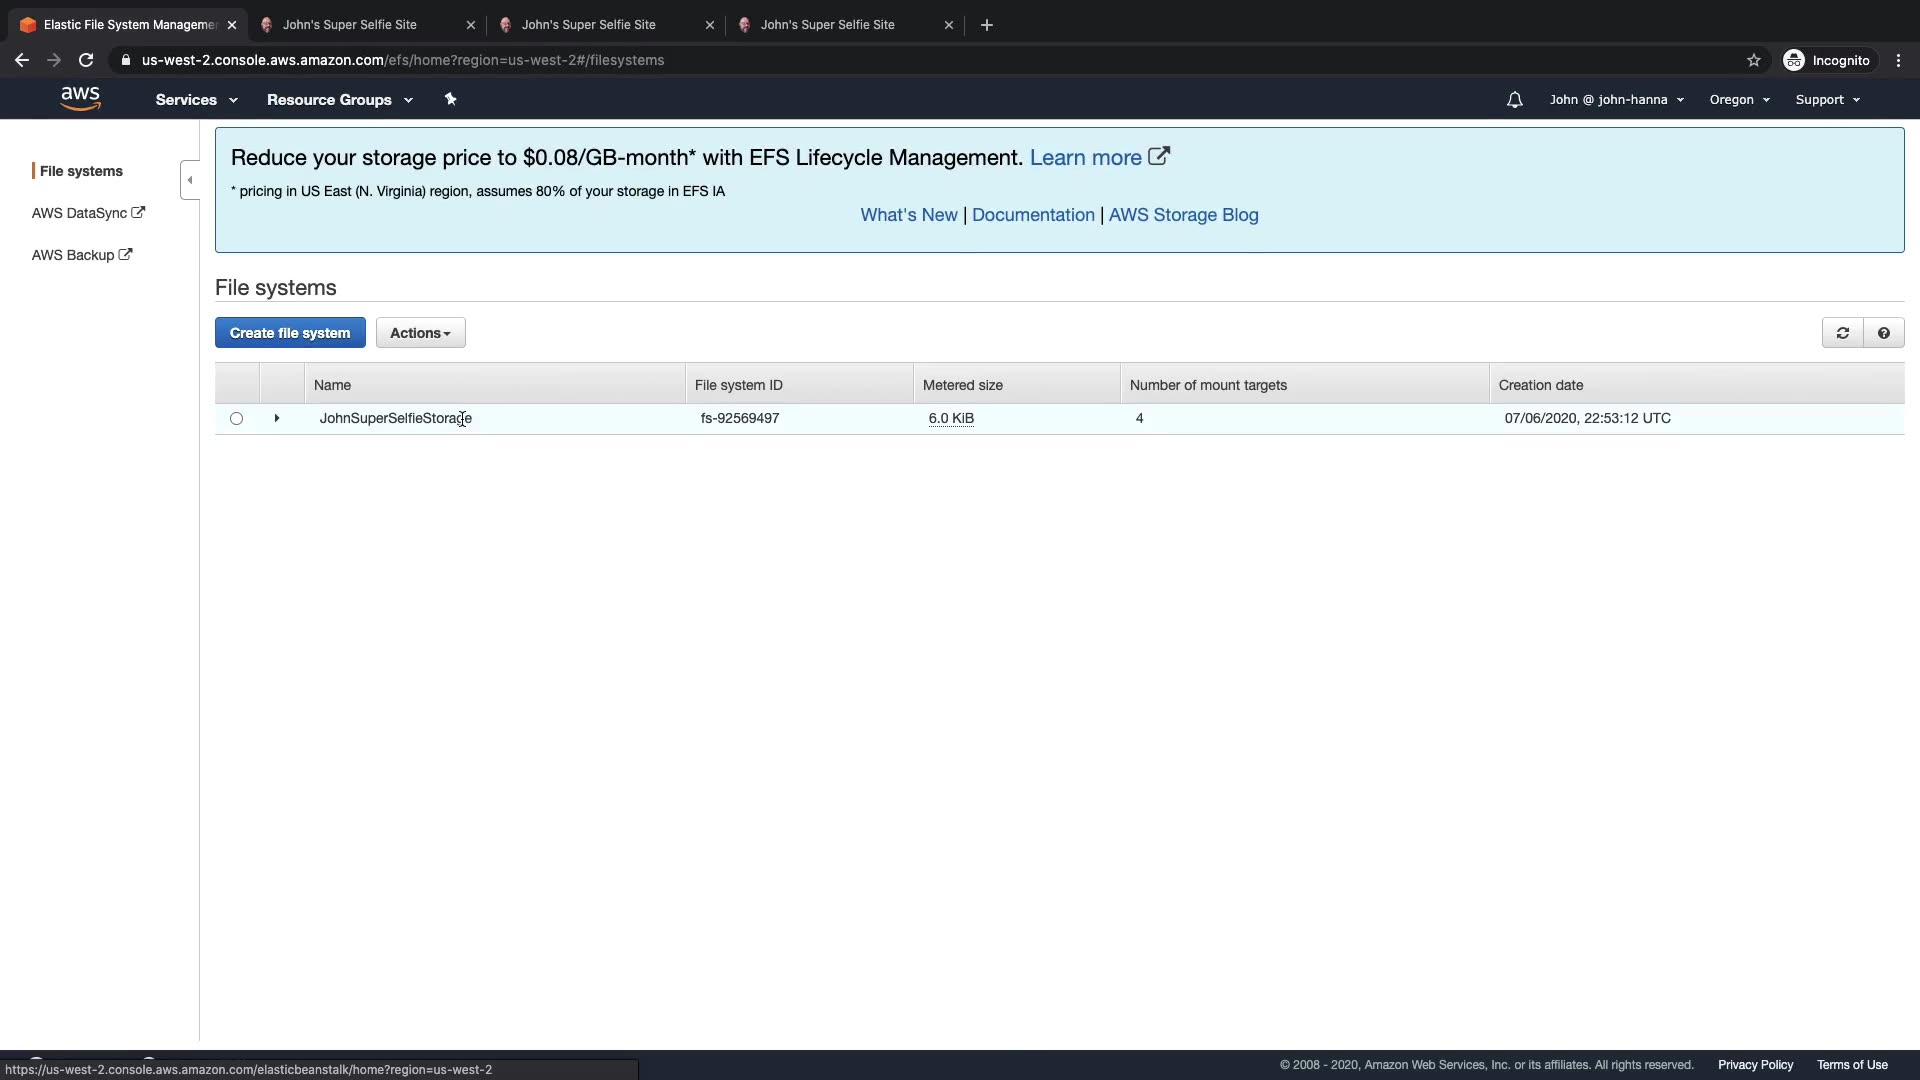 Elastic File System Managemen
John's Super Selfie Site
John's Super Selfie Site
John's Super Selfie Site
us-west-2.console.aws.amazon.com/efs/home?region=us-west-2#/filesystems
Incognito
aws
Services
Resource Groups
John @ john-hanna
Oregon
Support
File systems
AWS DataSync
AWS Backup
Reduce your storage price to $0.08/GB-month* with EFS Lifecycle Management. Learn more
* pricing in US East (N. Virginia) region, assumes 80% of your storage in EFS IA
What's New | Documentation | AWS Storage Blog
File systems
Create file system
Actions
Name
File system ID
Metered size
Number of mount targets
Creation date
JohnSuperSelfieStorage
fs-92569497
6.0 KiB
4
07/06/2020, 22:53:12 UTC
https://us-west-2.console.aws.amazon.com/elasticbeanstalk/home?region=us-west-2
© 2008 - 2020, Amazon Web Services, Inc. or its affiliates. All rights reserved.
Privacy Policy
Terms of Use